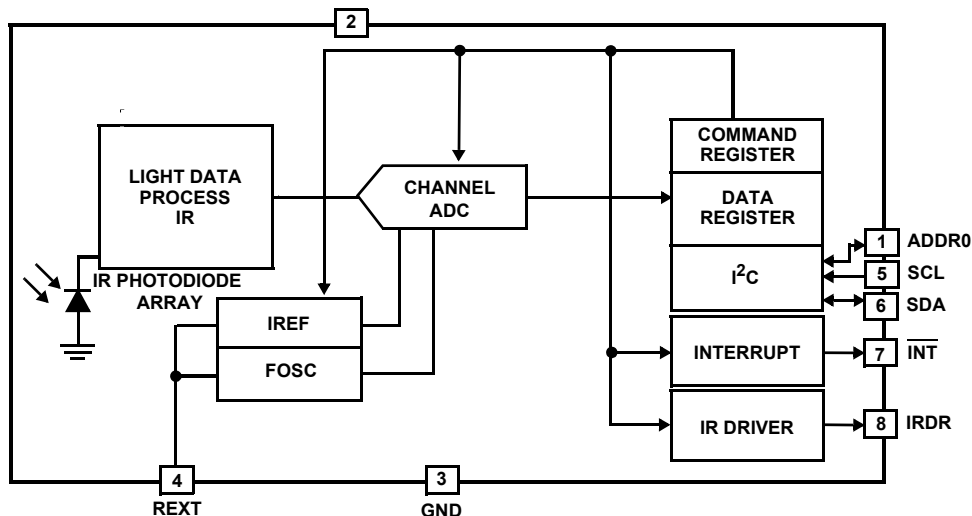 2
COMMAND
REGISTER
LIGHT DATA
PROCESS
IR
CHANNEL
ADC
DATA
REGISTER
1 ADDR0
I²C
5 SCL
6 SDA
IR PHOTODIODE
ARRAY
IREF
FOSC
INTERRUPT
7 INT
IR DRIVER
8 IRDR
4
REXT
3
GND